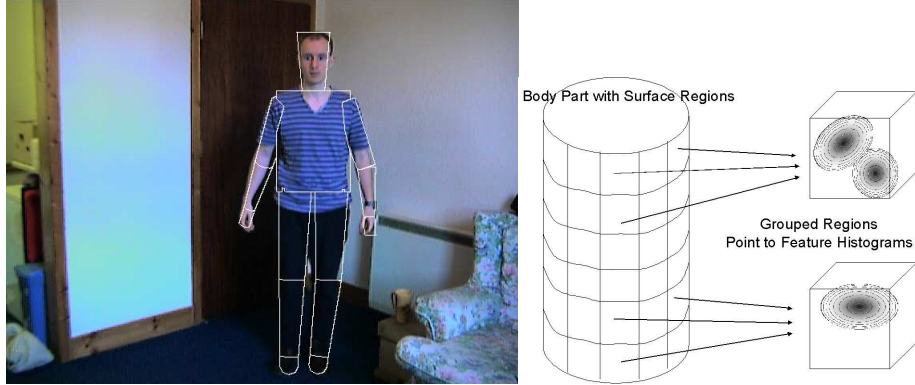 Body Part with Surface Regions
Grouped Regions
Point to Feature Histograms